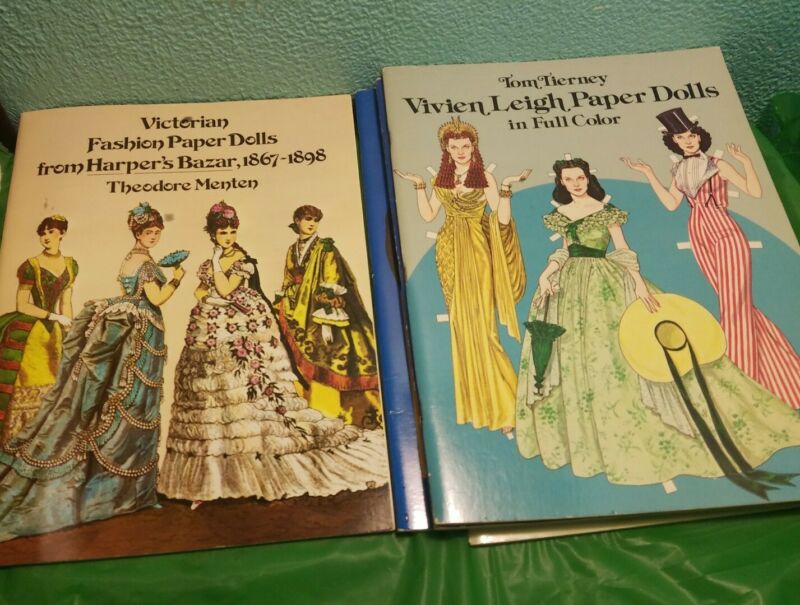 Victorian
Fashion Paper Dolls
from Harper's Bazar, 1867-1898
Theodore Menten
Tom Tierney
Vivien Leigh Paper Dolls
in Full Color